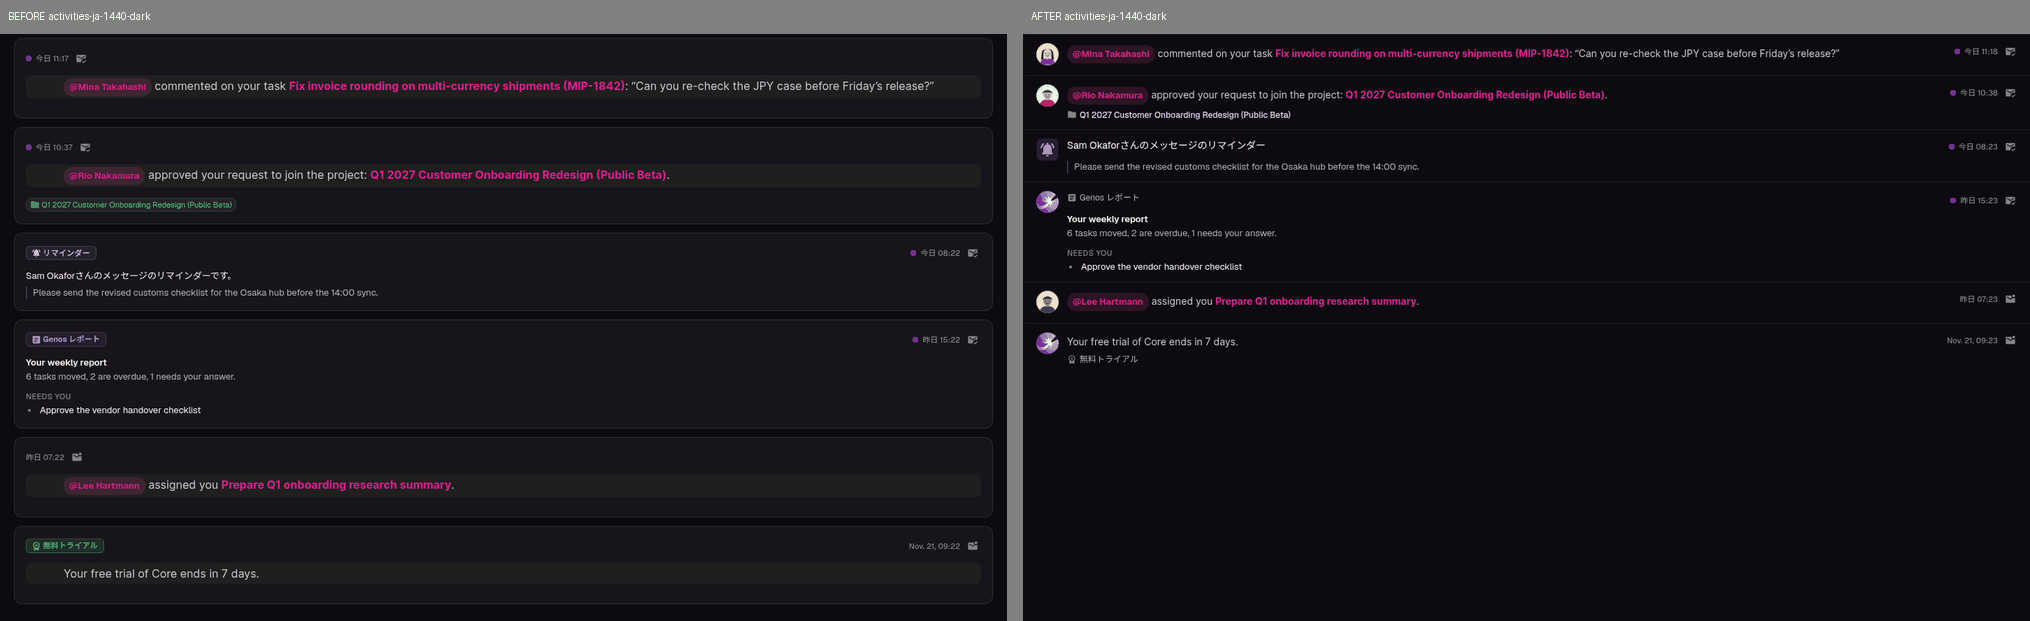 BEFORE activities-ja-1440-dark
今日 11:17
@Mina Takahashi commented on your task Fix invoice rounding on multi-currency shipments (MIP-1842): “Can you re-check the JPY case before Friday’s release?”
今日 10:37
@Rio Nakamura approved your request to join the project: Q1 2027 Customer Onboarding Redesign (Public Beta).
Q1 2027 Customer Onboarding Redesign (Public Beta)
リマインダー
今日 08:22
Sam Okaforさんのメッセージのリマインダーです。
Please send the revised customs checklist for the Osaka hub before the 14:00 sync.
Genos レポート
昨日 15:22
Your weekly report
6 tasks moved, 2 are overdue, 1 needs your answer.
NEEDS YOU
• Approve the vendor handover checklist
昨日 07:22
@Lee Hartmann assigned you Prepare Q1 onboarding research summary.
無料トライアル
Nov. 21, 09:22
Your free trial of Core ends in 7 days.
AFTER activities-ja-1440-dark
@Mina Takahashi commented on your task Fix invoice rounding on multi-currency shipments (MIP-1842): “Can you re-check the JPY case before Friday’s release?”
今日 11:18
@Rio Nakamura approved your request to join the project: Q1 2027 Customer Onboarding Redesign (Public Beta).
今日 10:38
Q1 2027 Customer Onboarding Redesign (Public Beta)
Sam Okaforさんのメッセージのリマインダー
今日 08:23
Please send the revised customs checklist for the Osaka hub before the 14:00 sync.
Genos レポート
昨日 15:23
Your weekly report
6 tasks moved, 2 are overdue, 1 needs your answer.
NEEDS YOU
• Approve the vendor handover checklist
@Lee Hartmann assigned you Prepare Q1 onboarding research summary.
昨日 07:23
Your free trial of Core ends in 7 days.
Nov. 21, 09:23
無料トライアル